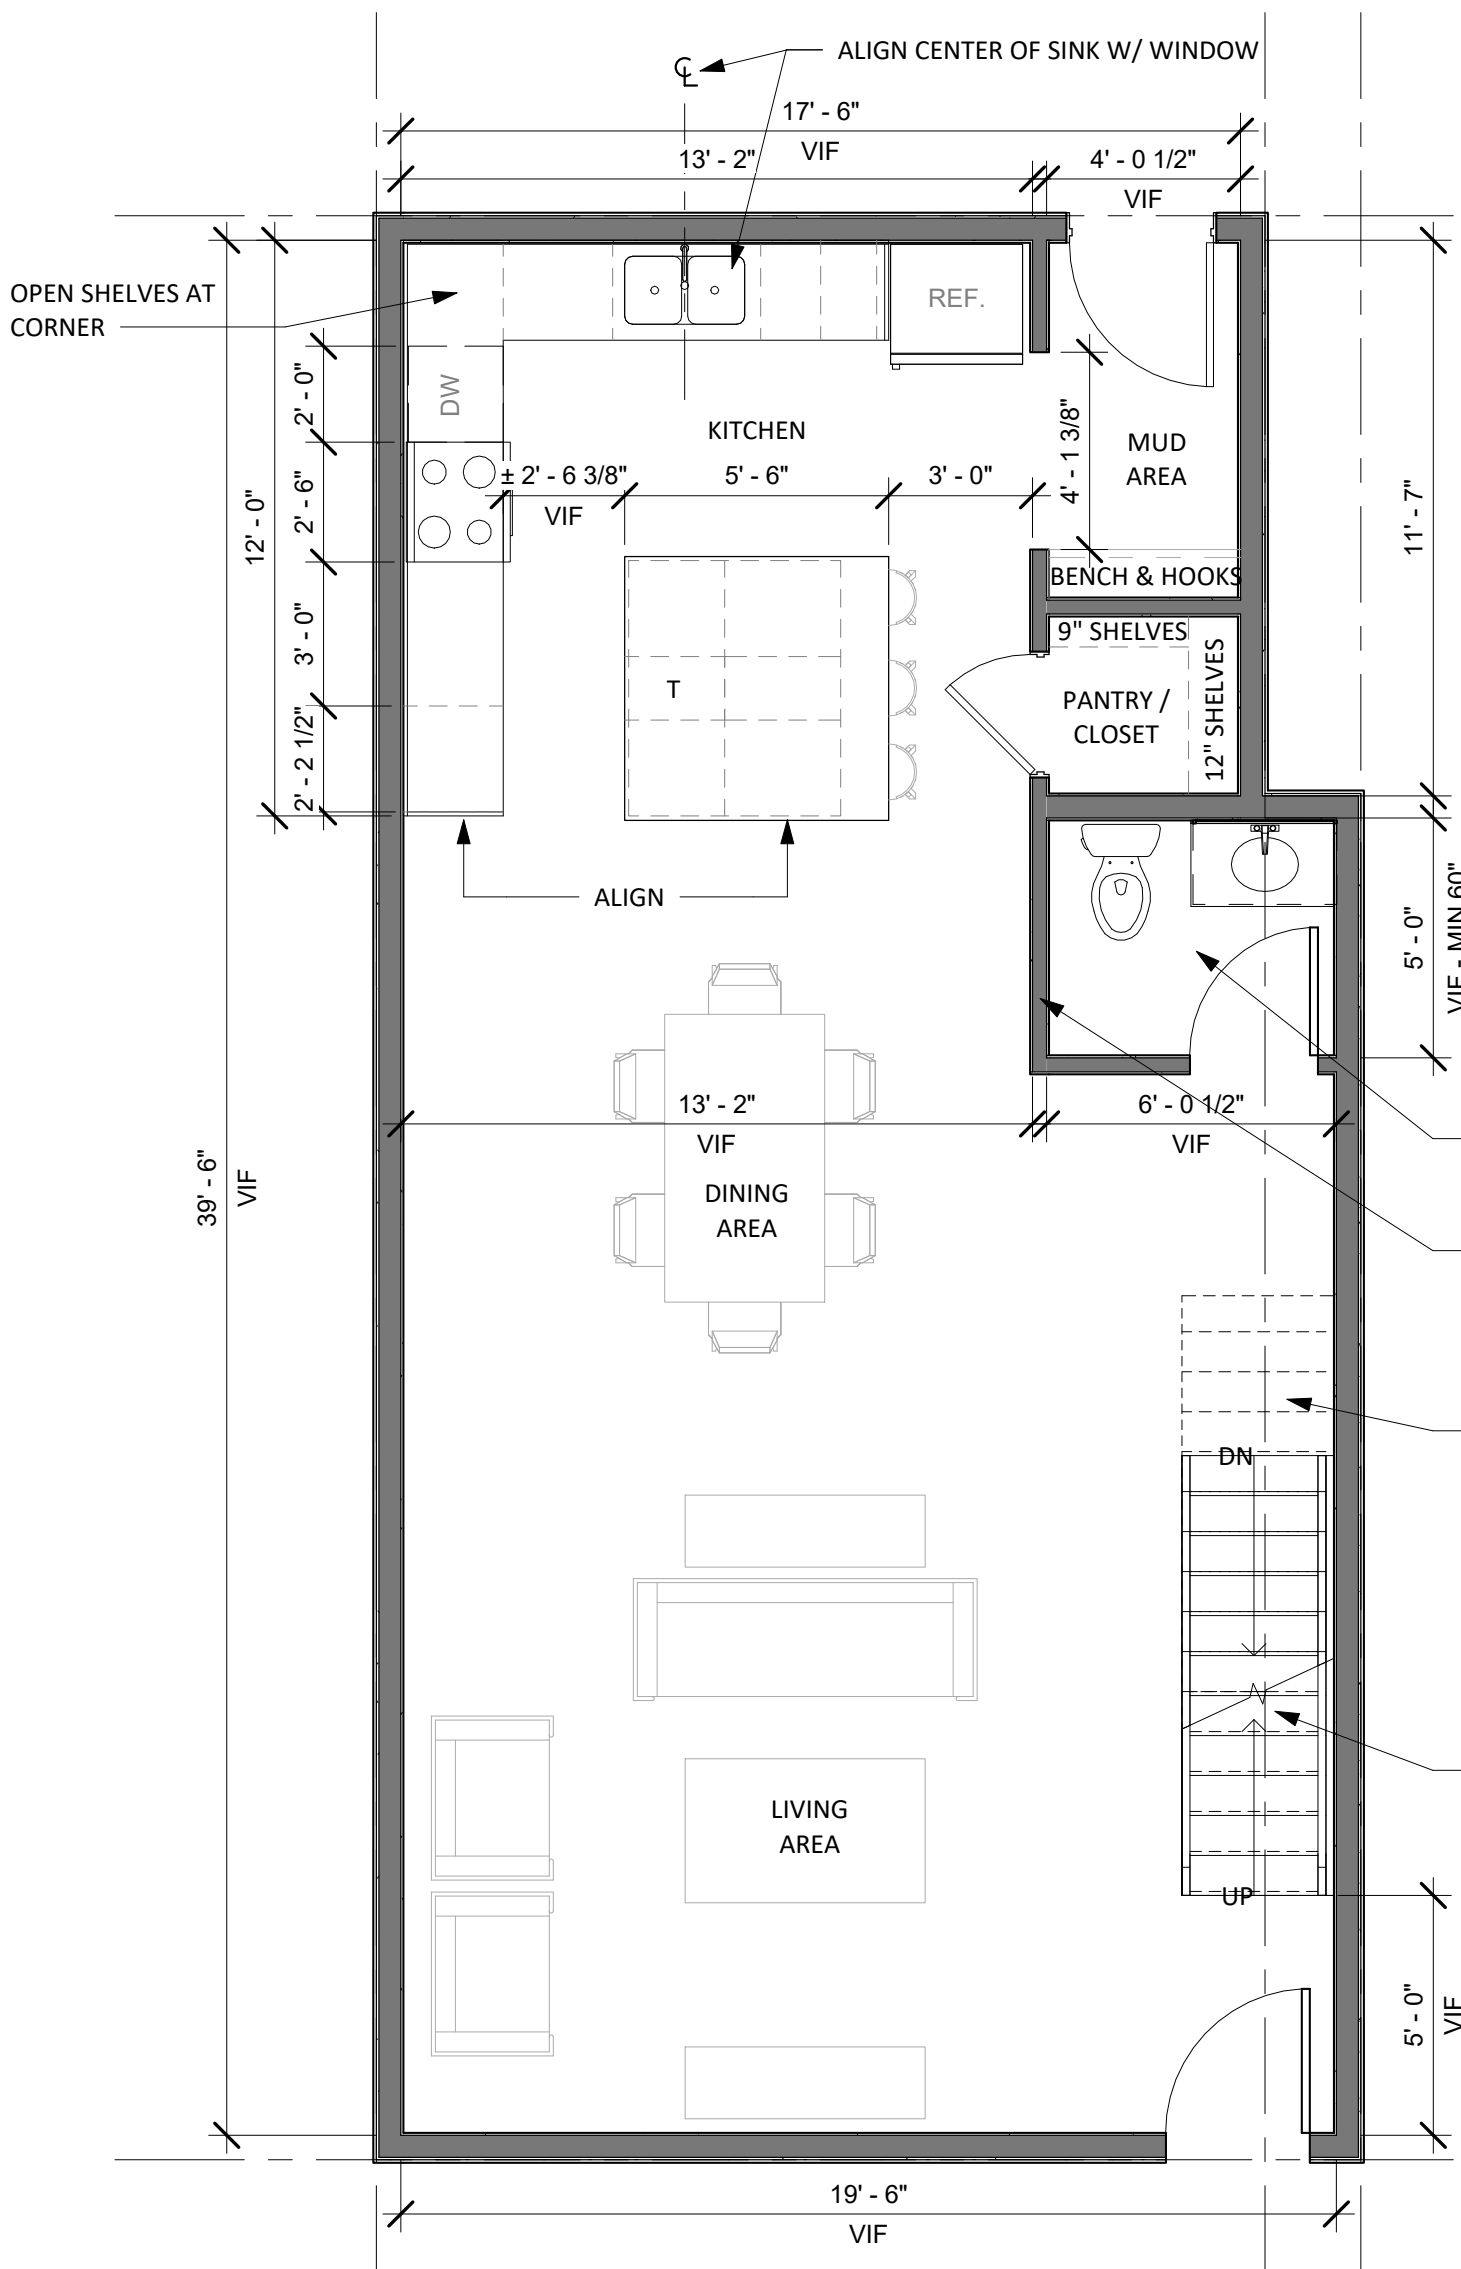 ALIGN CENTER OF SINK W/ WINDOW
17' - 6"
VIF
13' - 2"
4' - 0 1/2"
VIF
OPEN SHELVES AT
CORNER
REF.
2' - 0"
DW
KITCHEN
MUD
AREA
4' - 1 3/8"
± 2' - 6 3/8"
VIF
5' - 6"
3' - 0"
2' - 6"
12' - 0"
11' - 7"
BENCH & HOOKS
9" SHELVES
12" SHELVES
PANTRY /
CLOSET
3' - 0"
T
2' - 2 1/2"
ALIGN
5' - 0"
VIF - MIN 60"
13' - 2"
VIF
6' - 0 1/2"
VIF
39' - 6"
VIF
DINING
AREA
DN
LIVING
AREA
UP
5' - 0"
VIF
19' - 6"
VIF